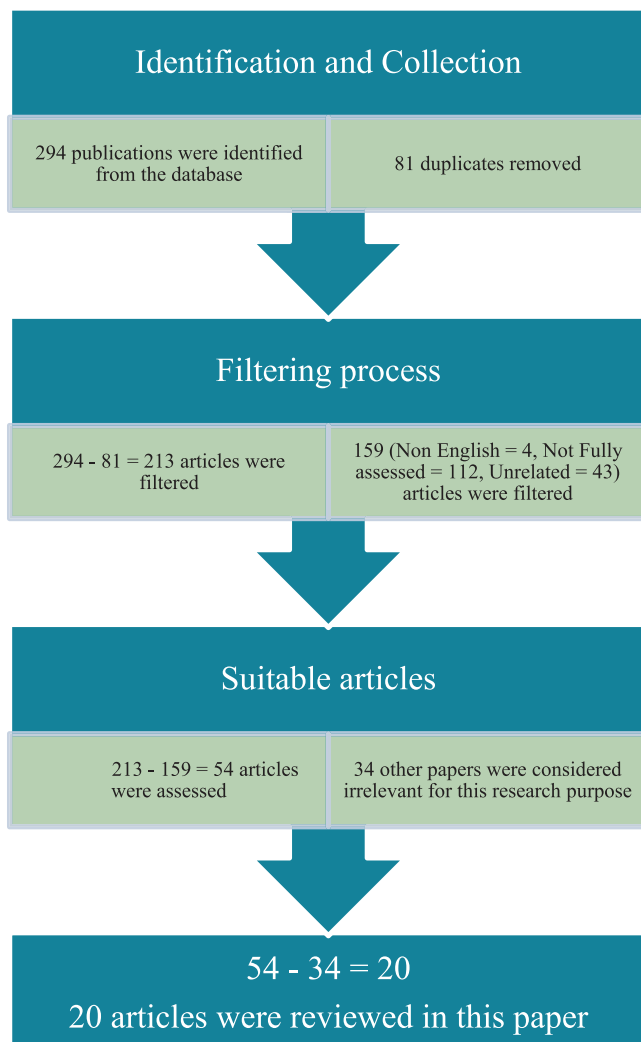 Identification and Collection
294 publications were identified
from the database
81 duplicates removed
Filtering process
294 - 81 = 213 articles were
filtered
159 (Non English = 4, Not Fully
assessed = 112, Unrelated = 43)
articles were filtered
Suitable articles
213 - 159 = 54 articles
were assessed
34 other papers were considered
irrelevant for this research purpose
54 - 34 = 20
20 articles were reviewed in this paper